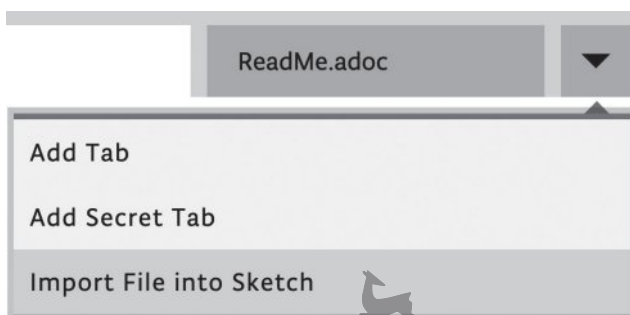 ReadMe.adoc
Add Tab
Add Secret Tab
Import File into Sketch